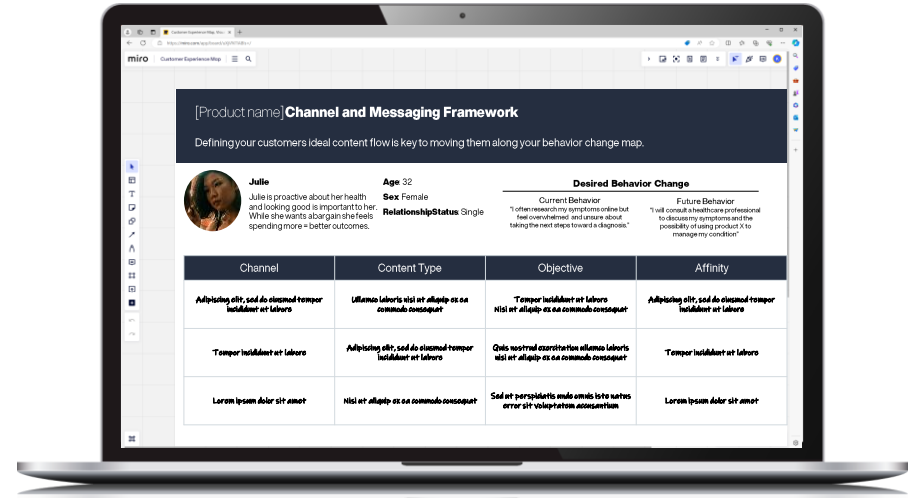 Customer Experience Map
miro
Customer Experience Map
[Product name]Channel and Messaging Framework
Defining your customers ideal content flow is key to moving them along your behavior change map.
Julie
Julie is proactive about her health
and looking good is important to her.
While she wants abargain she feels
spending more = better outcomes.
Age: 32
Sex: Female
RelationshipStatus: Single
Desired Behavior Change
Current Behavior
"I often research my symptoms online but
feel overwhelmed and unsure about
taking the next steps toward a diagnosis."
Future Behavior
"I will consult a healthcare professional
to discuss my symptoms and the
possibility of using product X to
manage my condition"
Channel
Content Type
Objective
Affinity
Adipiscing elit, sed do eiusmod tempor
incididunt ut labore
Ullamco laboris nisi ut aliquip ex ea
commodo consequat
Tempor incididunt ut labore
Nisi ut aliquip ex ea commodo consequat
Adipiscing elit, sed do eiusmod tempor
incididunt ut labore
Tempor incididunt ut labore
Adipiscing elit, sed do eiusmod tempor
incididunt ut labore
Quis nostrud exercitation ullamco laboris
nisi ut aliquip ex ea commodo consequat
Tempor incididunt ut labore
Lorem ipsum dolor sit amet
Nisi ut aliquip ex ea commodo consequat
Sed ut perspiciatis unde omnis iste natus
error sit voluptatem accusantium
Lorem ipsum dolor sit amet